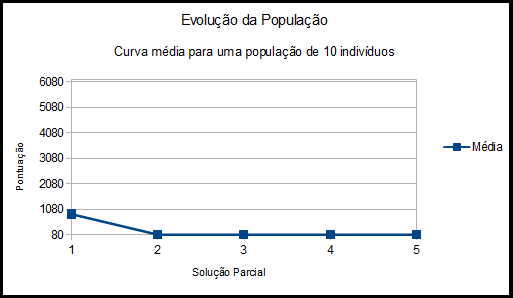 Evolução da População
Curva média para uma população de 10 indivíduos
Pontuação
6080
5080
4080
3080
2080
1080
80
1 2 3 4 5
Solução Parcial
Média